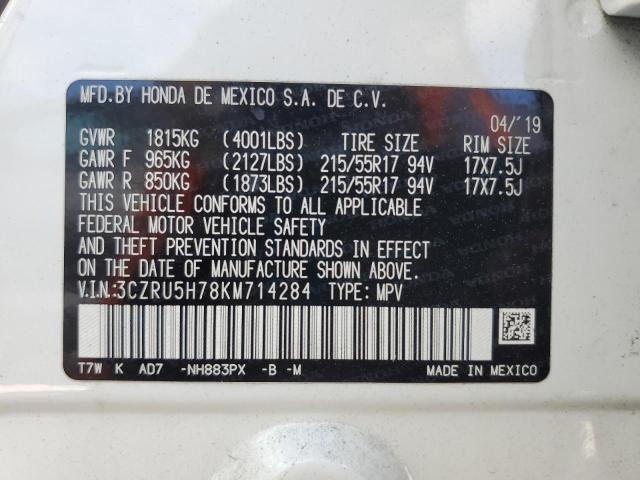 MFD.BY HONDA DE MEXICO S.A. DE C.V.
04/'19
GVWR 1815KG (4001LBS) TIRE SIZE RIM SIZE
GAWR F 965KG (2127LBS) 215/55R17 94V 17X7.5J
GAWR R 850KG (1873LBS) 215/55R17 94V 17X7.5J
THIS VEHICLE CONFORMS TO ALL APPLICABLE
FEDERAL MOTOR VEHICLE SAFETY
AND THEFT PREVENTION STANDARDS IN EFFECT
ON THE DATE OF MANUFACTURE SHOWN ABOVE.
V.I.N.:3CZRU5H78KM714284 TYPE: MPV
T7W K AD7 -NH883PX -B -M MADE IN MEXICO